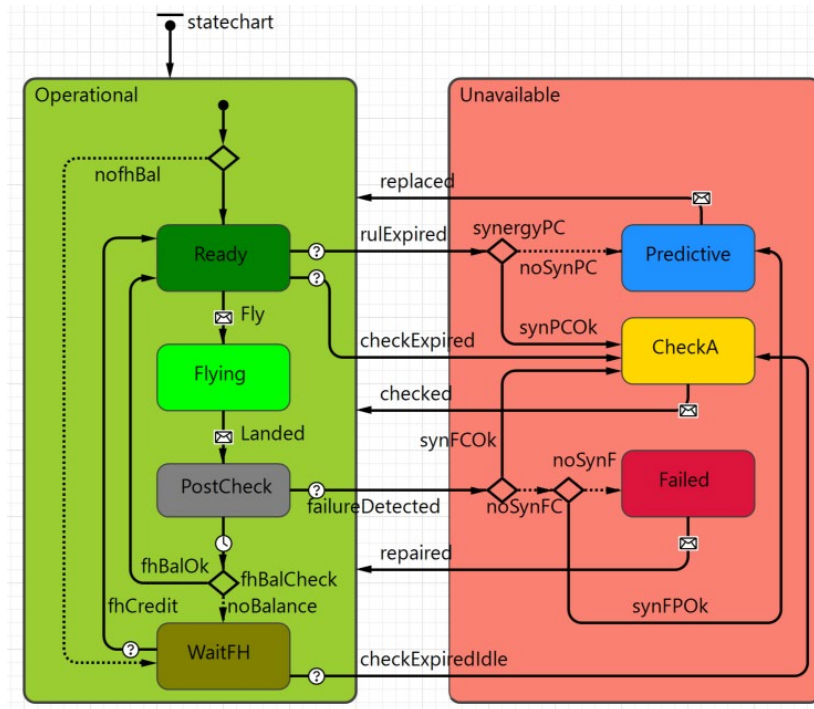 statechart
Operational
Unavailable
nofhBal
replaced
rulExpired
synergyPC
Ready
noSynPC
Predictive
Fly
synPCOk
checkExpired
CheckA
Flying
checked
Landed
synFCOk
noSynF
PostCheck
Failed
failureDetected
noSynFC
repaired
fhBalOk
fhBalCheck
fhCredit
noBalance
synFPOk
WaitFH
checkExpiredIdle